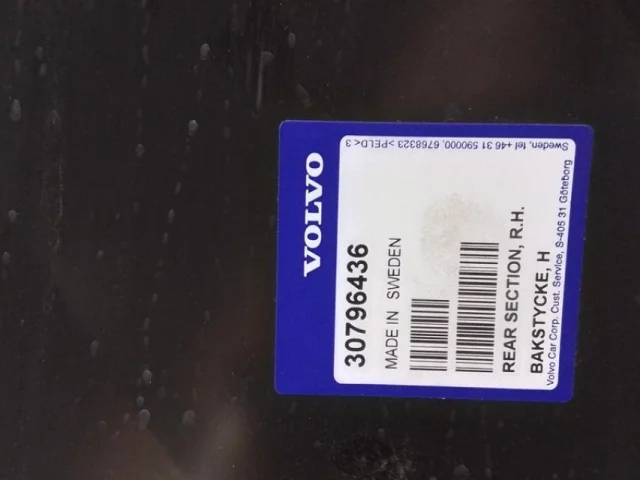 VOLVO
30796436
MADE IN SWEDEN
REAR SECTION, R.H.
BAKSTYCKE, H
Volvo Car Corp. Cust. Service, S-405 31 Göteborg
Sweden, tel +46 31 590000, 6768323 >PELD< 3